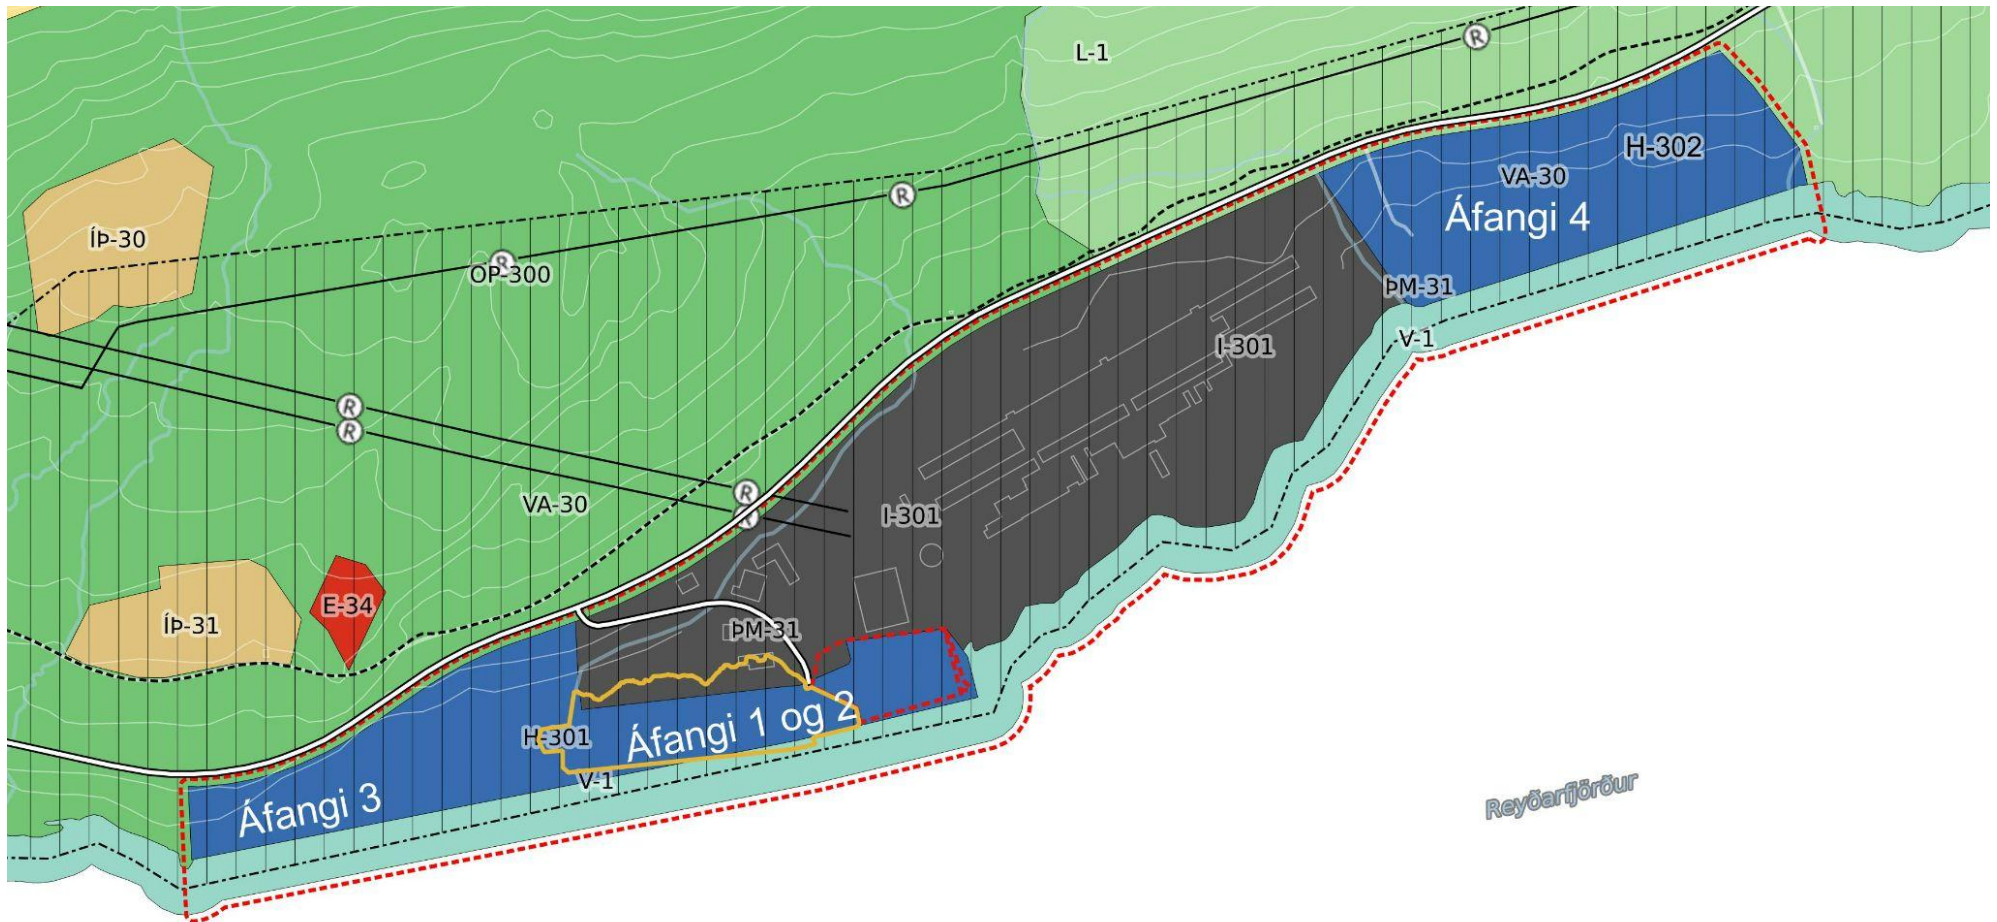 R
L-1
H-302
VA-30
Áfangi 4
R
ÍÞ-30
R
OP-300
ÞM-31
V-1
I-301
R
R
R
R
VA-30
I-301
E-34
ÍÞ-31
ÞM-31
H-301
Áfangi 1 og 2
V-1
Áfangi 3
Reyðarfjörður